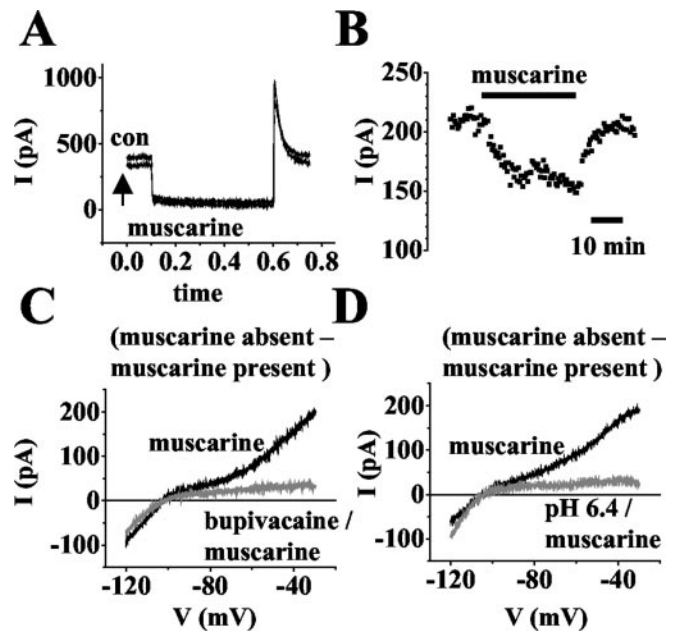 A
I (pA)
1000
500
0
con
muscarine
0.0 0.2 0.4 0.6 0.8
time
B
I (pA)
250
200
150
100
muscarine
10 min
C
(muscarine absent –
muscarine present )
I (pA)
200
100
0
-100
muscarine
bupivacaine /
muscarine
-120 -80 -40
V (mV)
D
(muscarine absent –
muscarine present )
I (pA)
200
100
0
-100
muscarine
pH 6.4 /
muscarine
-120 -80 -40
V (mV)